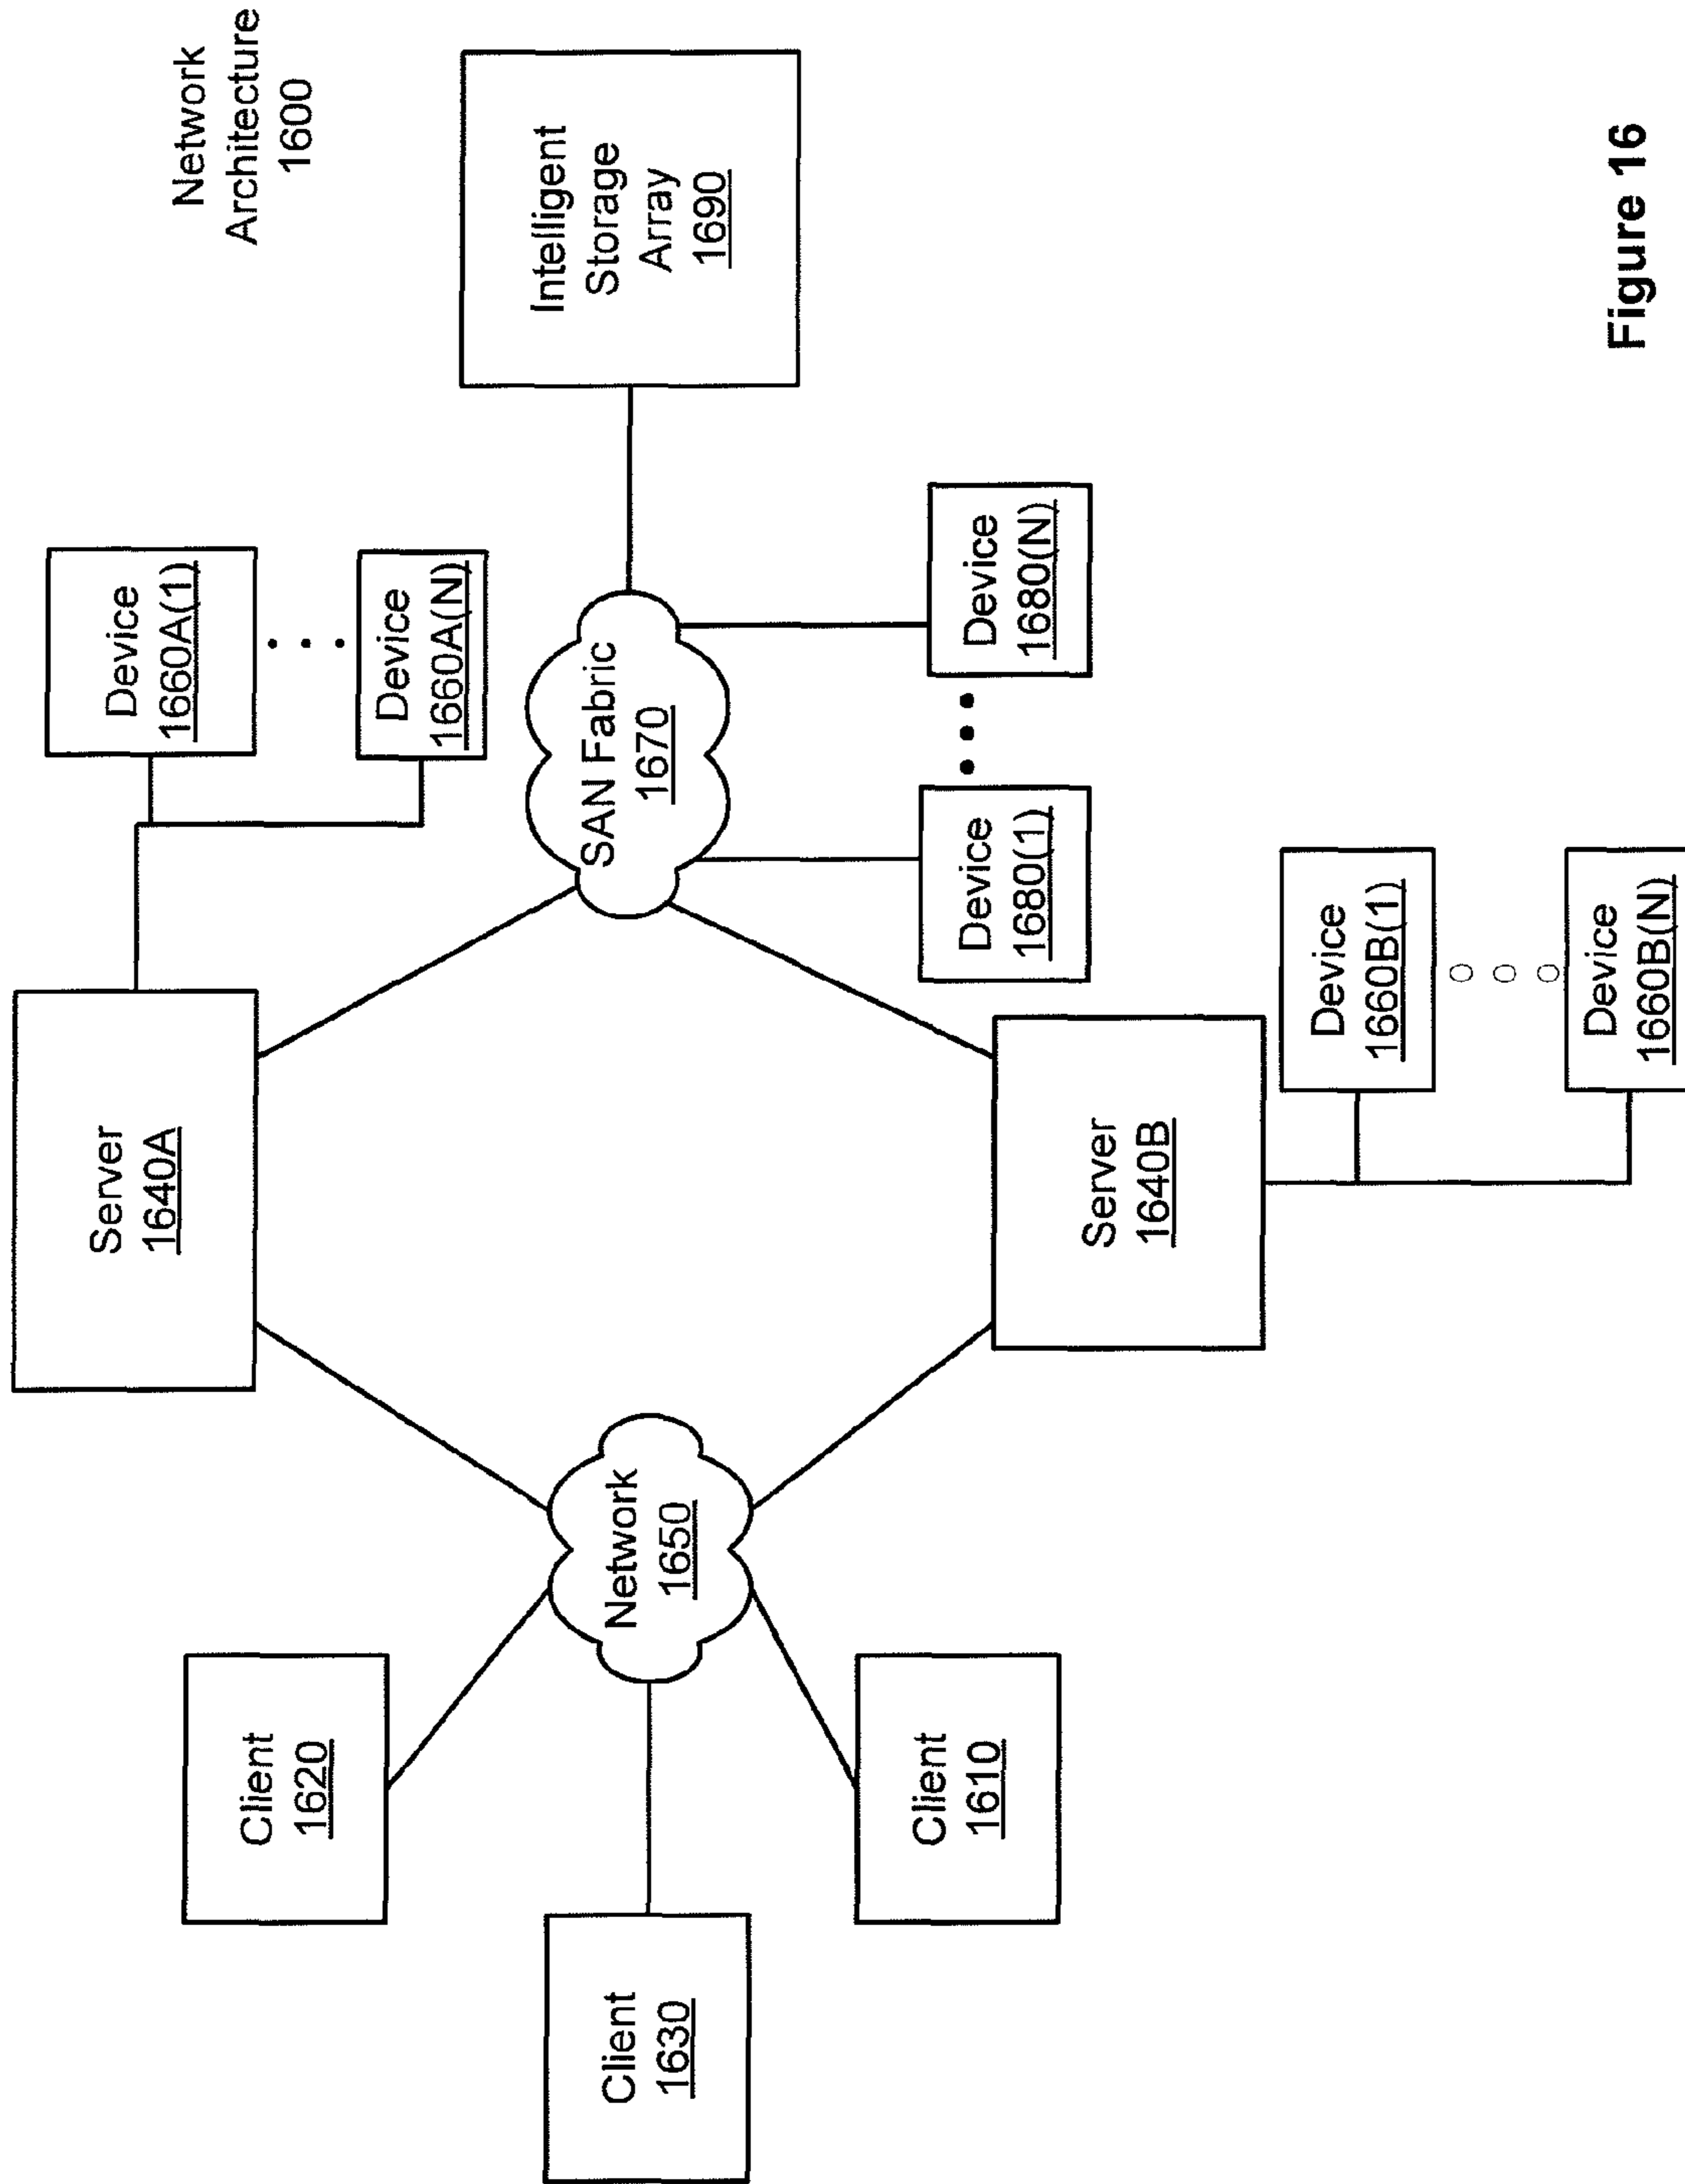 Network
Architecture
1600
Client
1630
Client
1620
Client
1610
Network
1650
Server
1640A
Server
1640B
Device
1660A(1)
Device
1660A(N)
SAN Fabric
1670
Device
1680(1)
Device
1680(N)
Device
1660B(1)
Device
1660B(N)
Intelligent
Storage
Array
1690
Figure 16